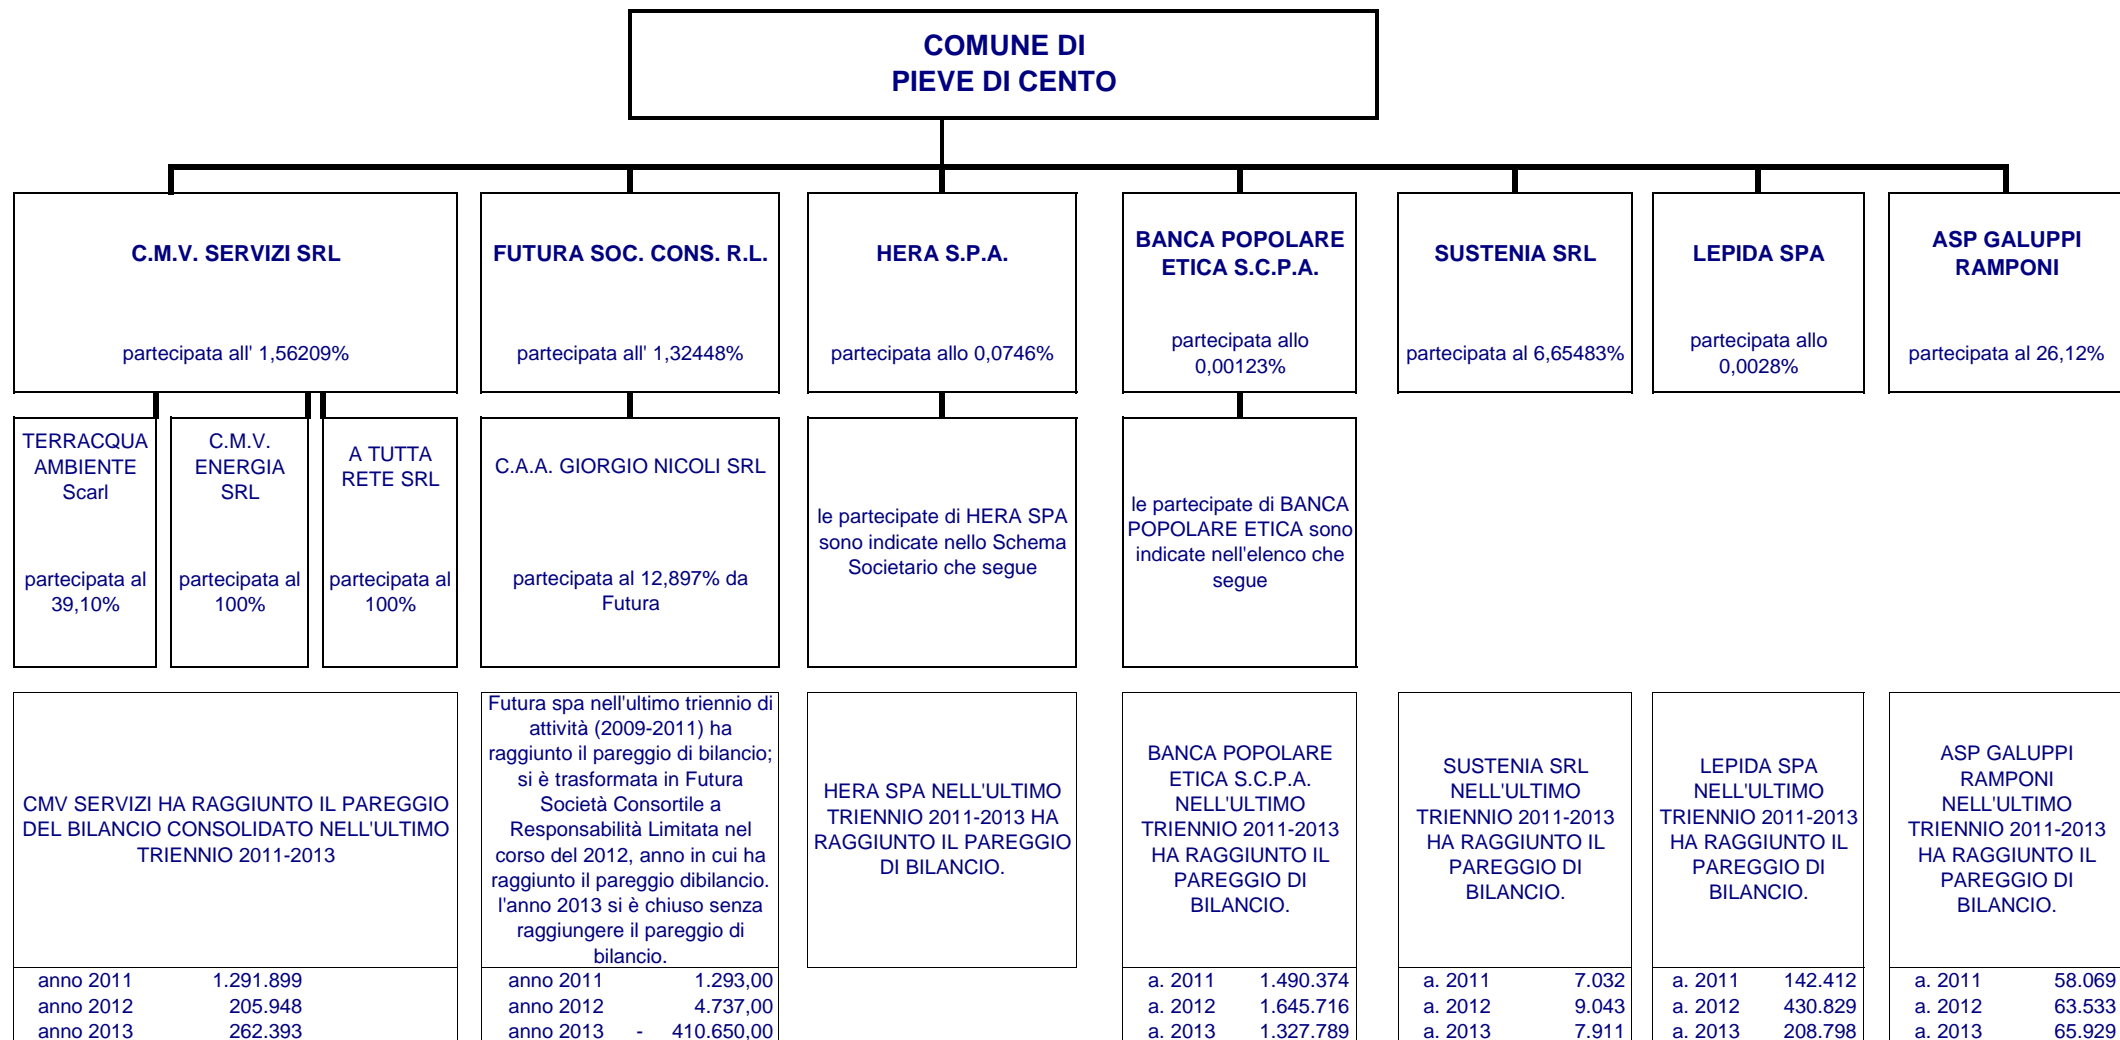 COMUNE DI
PIEVE DI CENTO
C.M.V. SERVIZI SRL
partecipata all' 1,56209%
FUTURA SOC. CONS. R.L.
partecipata all' 1,32448%
HERA S.P.A.
partecipata allo 0,0746%
BANCA POPOLARE
ETICA S.C.P.A.
partecipata allo
0,00123%
SUSTENIA SRL
partecipata al 6,65483%
LEPIDA SPA
partecipata allo
0,0028%
ASP GALUPPI
RAMPONI
partecipata al 26,12%
TERRACQUA
AMBIENTE
Scarl
partecipata al
39,10%
C.M.V.
ENERGIA
SRL
partecipata al
100%
A TUTTA
RETE SRL
partecipata al
100%
C.A.A. GIORGIO NICOLI SRL
partecipata al 12,897% da
Futura
le partecipate di HERA SPA
sono indicate nello Schema
Societario che segue
le partecipate di BANCA
POPOLARE ETICA sono
indicate nell'elenco che
segue
CMV SERVIZI HA RAGGIUNTO IL PAREGGIO
DEL BILANCIO CONSOLIDATO NELL'ULTIMO
TRIENNIO 2011-2013
anno 2011 1.291.899
anno 2012 205.948
anno 2013 262.393
Futura spa nell'ultimo triennio di
attività (2009-2011) ha
raggiunto il pareggio di bilancio;
si è trasformata in Futura
Società Consortile a
Responsabilità Limitata nel
corso del 2012, anno in cui ha
raggiunto il pareggio dibilancio.
l'anno 2013 si è chiuso senza
raggiungere il pareggio di
bilancio.
anno 2011 1.293,00
anno 2012 4.737,00
anno 2013 - 410.650,00
HERA SPA NELL'ULTIMO
TRIENNIO 2011-2013 HA
RAGGIUNTO IL PAREGGIO
DI BILANCIO.
BANCA POPOLARE
ETICA S.C.P.A.
NELL'ULTIMO
TRIENNIO 2011-2013
HA RAGGIUNTO IL
PAREGGIO DI
BILANCIO.
a. 2011 1.490.374
a. 2012 1.645.716
a. 2013 1.327.789
SUSTENIA SRL
NELL'ULTIMO
TRIENNIO 2011-2013
HA RAGGIUNTO IL
PAREGGIO DI
BILANCIO.
a. 2011 7.032
a. 2012 9.043
a. 2013 7.911
LEPIDA SPA
NELL'ULTIMO
TRIENNIO 2011-2013
HA RAGGIUNTO IL
PAREGGIO DI
BILANCIO.
a. 2011 142.412
a. 2012 430.829
a. 2013 208.798
ASP GALUPPI
RAMPONI
NELL'ULTIMO
TRIENNIO 2011-2013
HA RAGGIUNTO IL
PAREGGIO DI
BILANCIO.
a. 2011 58.069
a. 2012 63.533
a. 2013 65.929